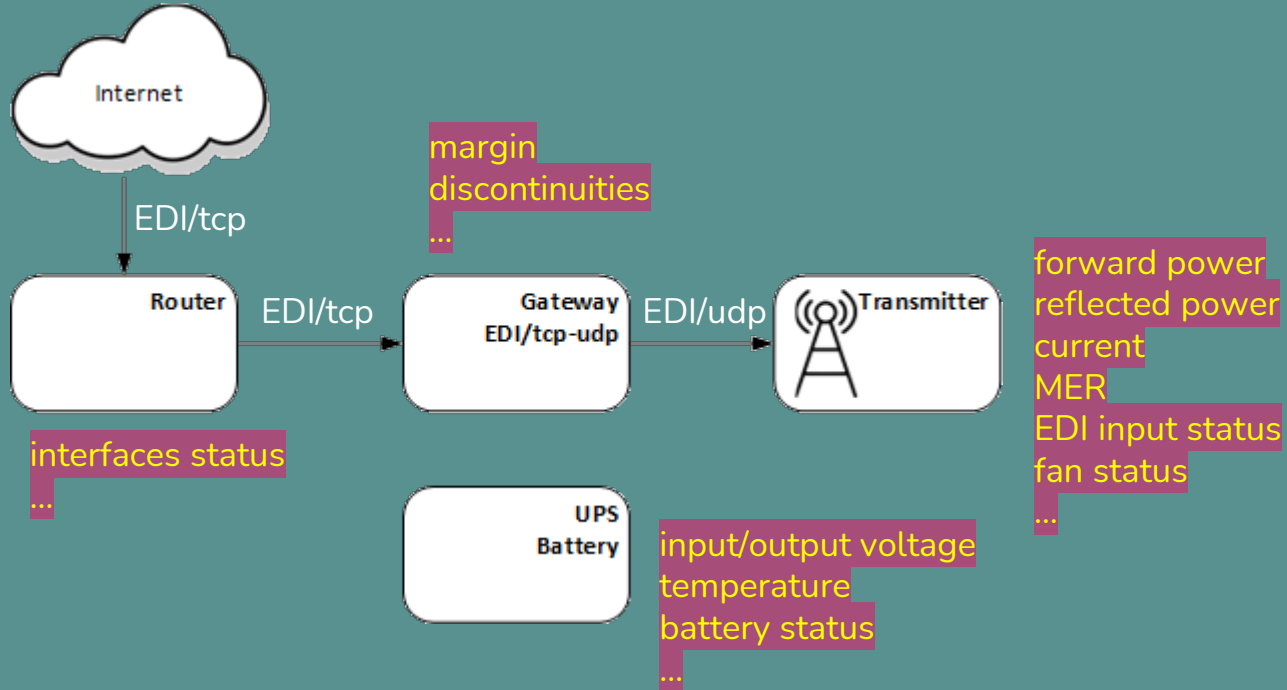 Internet
margin
discontinuities
...
EDI/tcp
forward power
reflected power
current
MER
EDI input status
fan status
...
Router
EDI/tcp
Gateway
EDI/tcp-udp
EDI/udp
Transmitter
interfaces status
...
UPS
Battery
input/output voltage
temperature
battery status
...